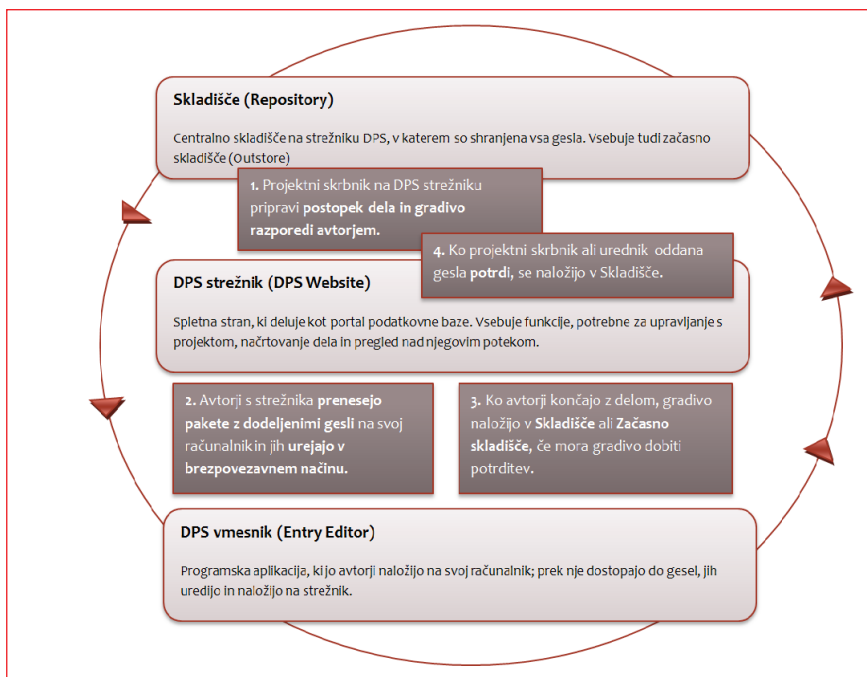 Skladišče (Repository)
Centralno skladišče na strežniku DPS, v katerem so shranjena vsa gesla. Vsebuje tudi začasno
skladišče (Outstore)
1. Projektni skrbnik na DPS strežniku
pripravi postopek dela in gradivo
razporedi avtorjem.
4. Ko projektni skrbnik ali urednik oddana
gesla potrdi, se naložijo v Skladišče.
DPS strežnik (DPS Website)
Spletna stran, ki deluje kot portal podatkovne baze. Vsebuje funkcije, potrebne za upravljanje s
projektom, načrtovanje dela in pregled nad njegovim potekom.
2. Avtorji s strežnika prenesejo
pakete z dodeljenimi gesli na svoj
računalnik in jih urejajo v
brezpovezavnem načinu.
3. Ko avtorji končajo z delom, gradivo
naložijo v Skladišče ali Začasno
skladišče, če mora gradivo dobiti
potrditev.
DPS vmesnik (Entry Editor)
Programska aplikacija, ki jo avtorji naložijo na svoj računalnik; prek nje dostopajo do gesel, jih
uredijo in naložijo na strežnik.